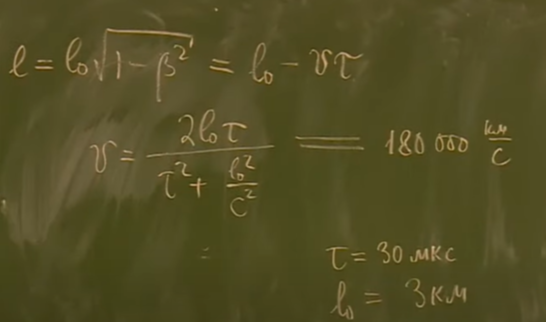 l = l₀√(1 − β²) = l₀ − vτ
v = 2l₀τ / (τ² + l₀²/c²) = 180 000 км/с
τ = 30 мкс
l₀ = 3 км